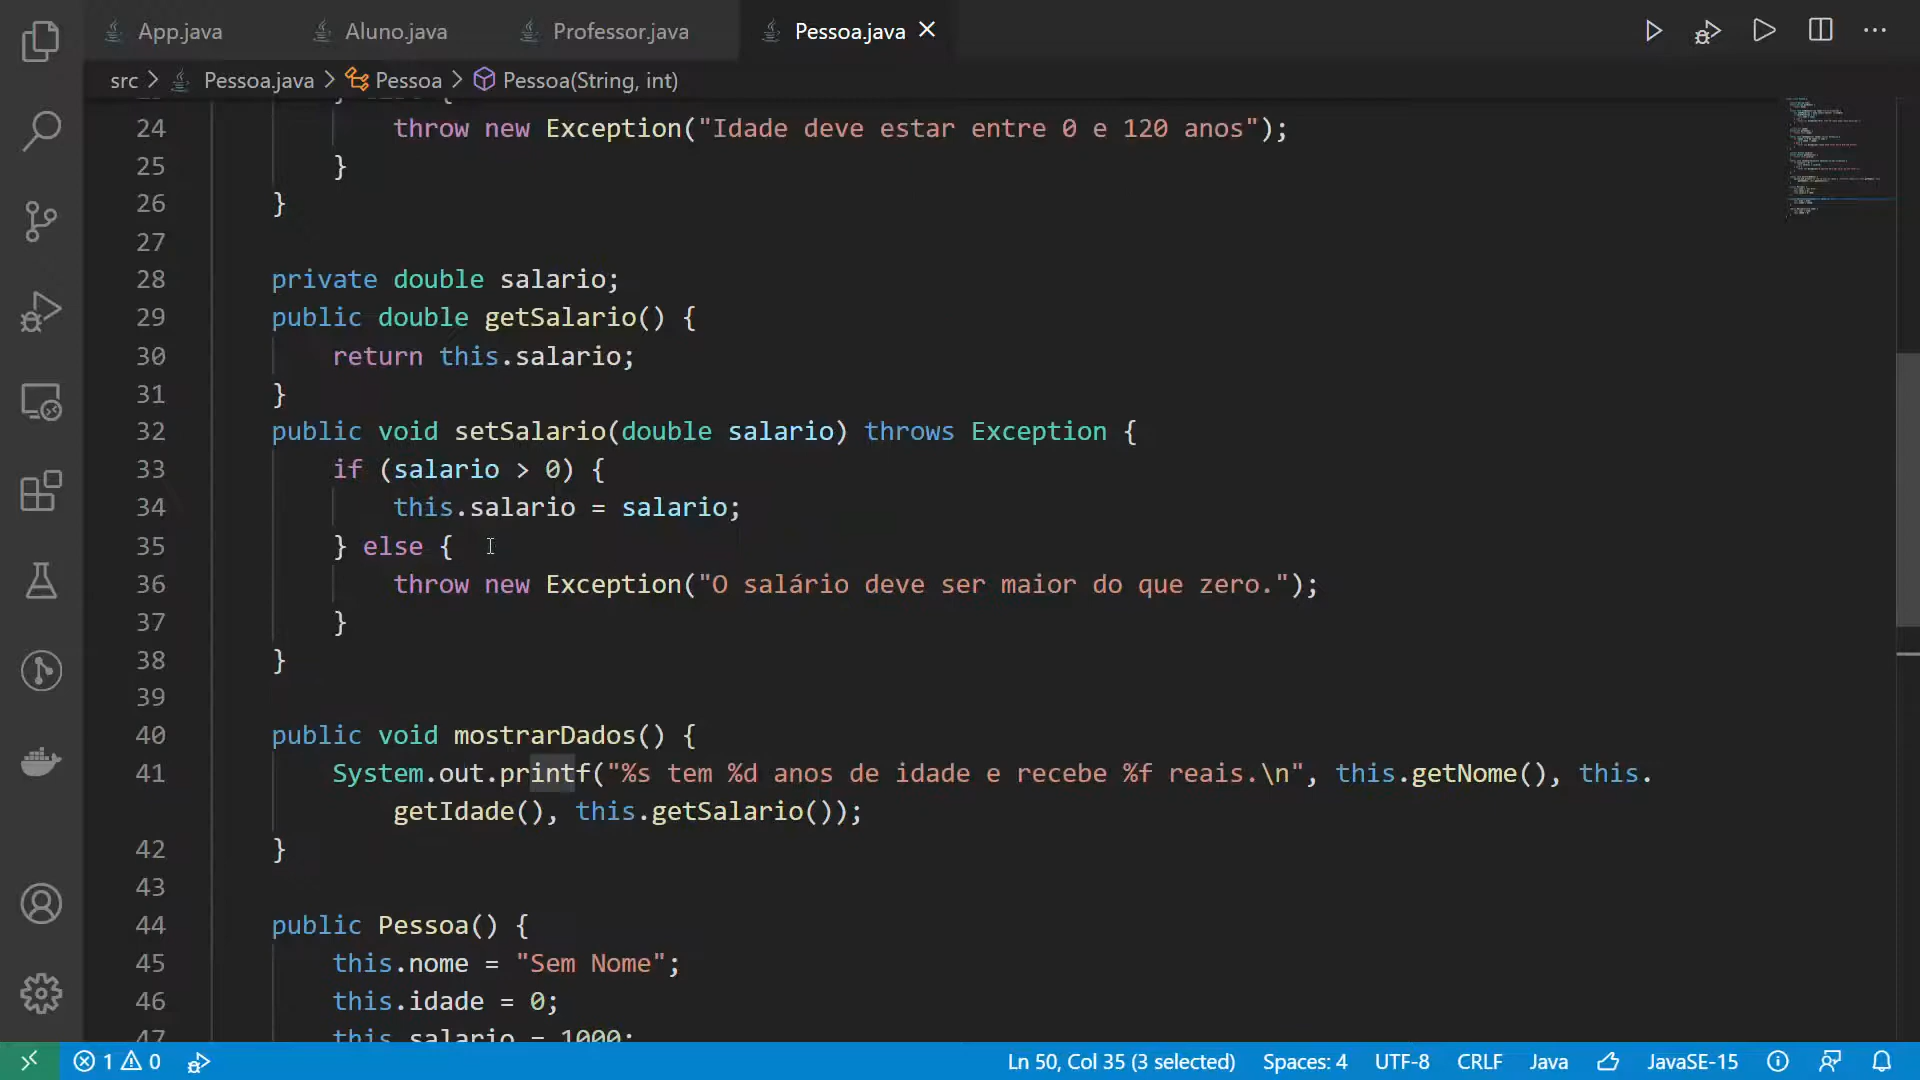 App.java Aluno.java Professor.java Pessoa.java
src > Pessoa.java > Pessoa > Pessoa(String, int)
24 throw new Exception("Idade deve estar entre 0 e 120 anos");
25 }
26 }
27
28 private double salario;
29 public double getSalario() {
30 return this.salario;
31 }
32 public void setSalario(double salario) throws Exception {
33 if (salario > 0) {
34 this.salario = salario;
35 } else {
36 throw new Exception("O salário deve ser maior do que zero.");
37 }
38 }
39
40 public void mostrarDados() {
41 System.out.printf("%s tem %d anos de idade e recebe %f reais.\n", this.getNome(), this.
getIdade(), this.getSalario());
42 }
43
44 public Pessoa() {
45 this.nome = "Sem Nome";
46 this.idade = 0;
47 this.salario = 1000;
1 0 Ln 50, Col 35 (3 selected) Spaces: 4 UTF-8 CRLF Java JavaSE-15